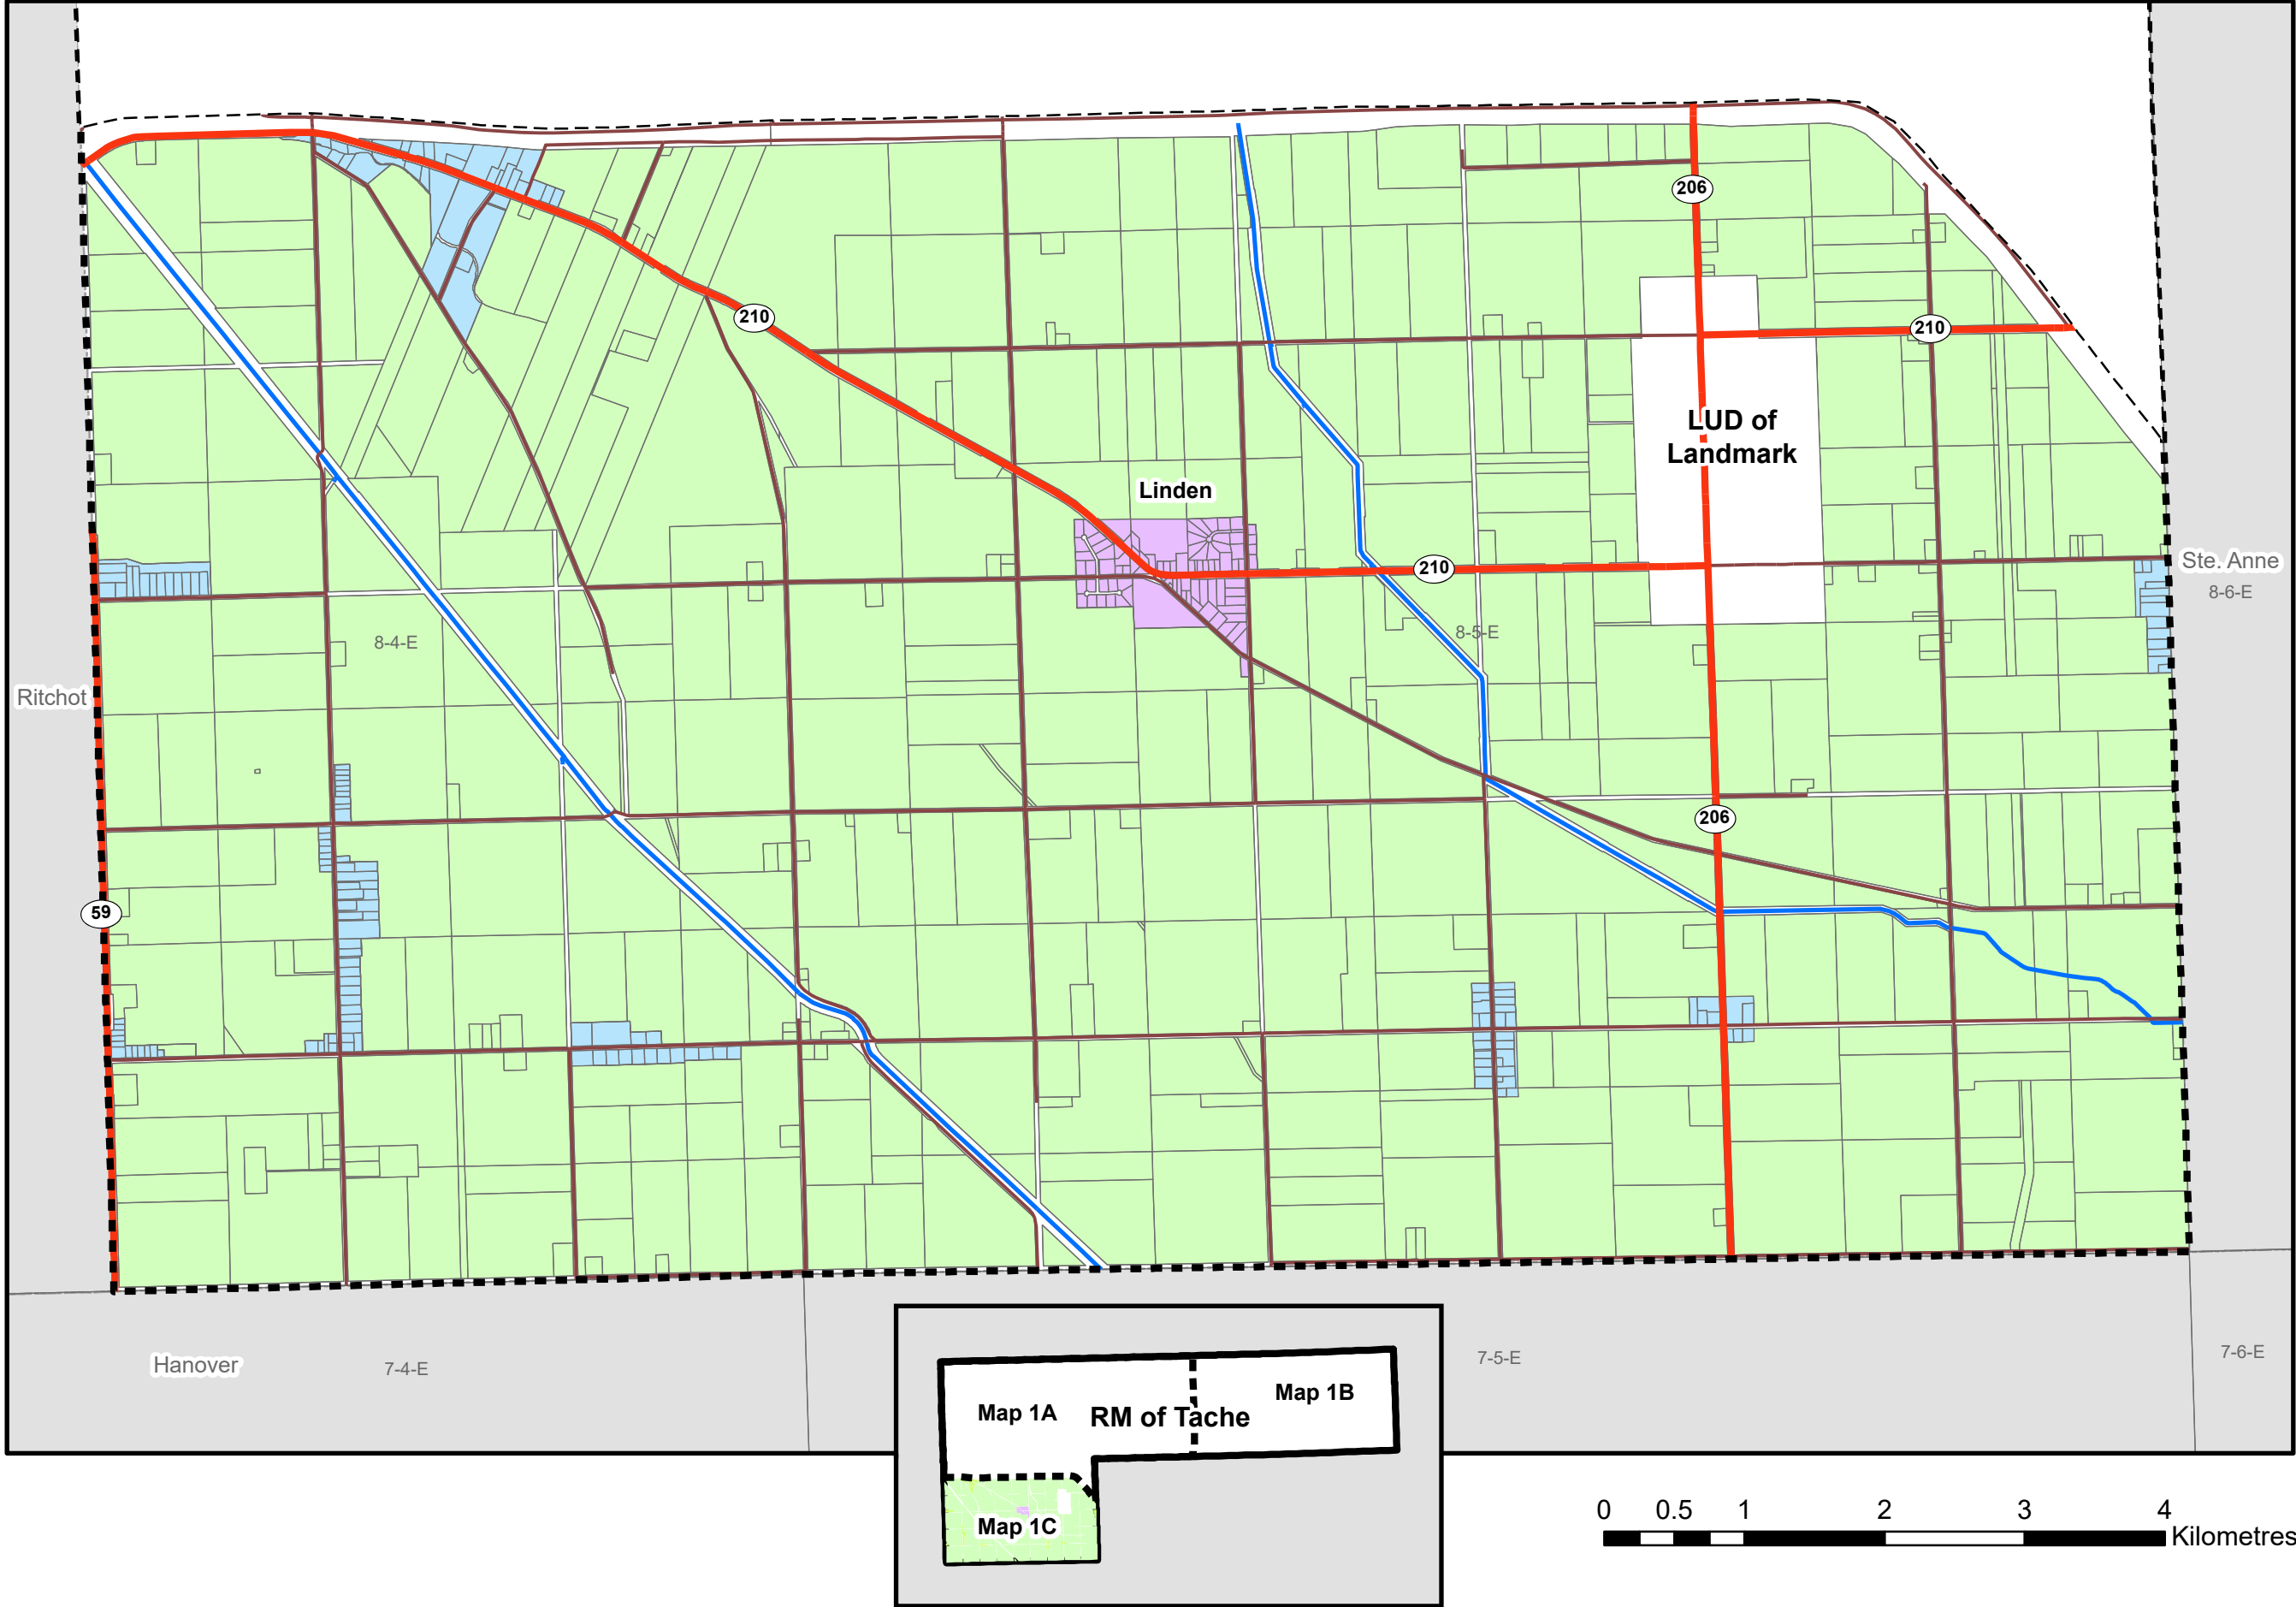 206
210
210
LUD of
Landmark
Linden
210
Ste. Anne
8-6-E
8-4-E
8-5-E
Ritchot
206
59
Hanover
7-4-E
7-5-E
7-6-E
Map 1A
RM of Tache
Map 1B
Map 1C
0 0.5 1 2 3 4
Kilometres